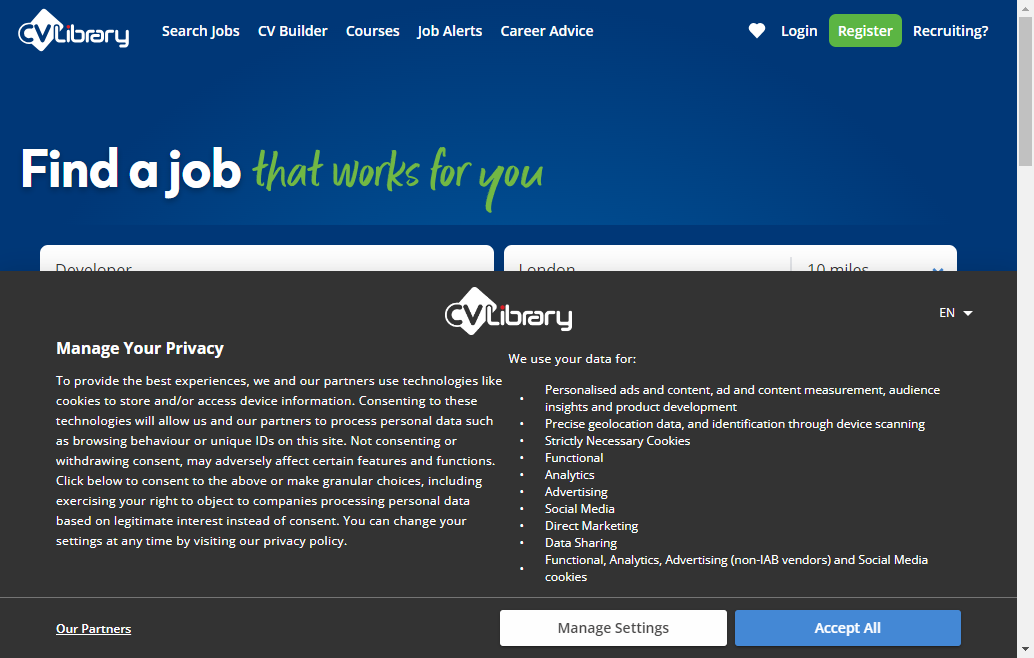 CVLibrary
Search Jobs
CV Builder
Courses
Job Alerts
Career Advice
Login
Register
Recruiting?
Find a job that works for you
Developer
London
10 miles
CVLibrary
EN
Manage Your Privacy
To provide the best experiences, we and our partners use technologies like
cookies to store and/or access device information. Consenting to these
technologies will allow us and our partners to process personal data such
as browsing behaviour or unique IDs on this site. Not consenting or
withdrawing consent, may adversely affect certain features and functions.
Click below to consent to the above or make granular choices, including
exercising your right to object to companies processing personal data
based on legitimate interest instead of consent. You can change your
settings at any time by visiting our privacy policy.
We use your data for:
• Personalised ads and content, ad and content measurement, audience
insights and product development
• Precise geolocation data, and identification through device scanning
• Strictly Necessary Cookies
• Functional
• Analytics
• Advertising
• Social Media
• Direct Marketing
• Data Sharing
• Functional, Analytics, Advertising (non-IAB vendors) and Social Media
cookies
Our Partners
Manage Settings
Accept All